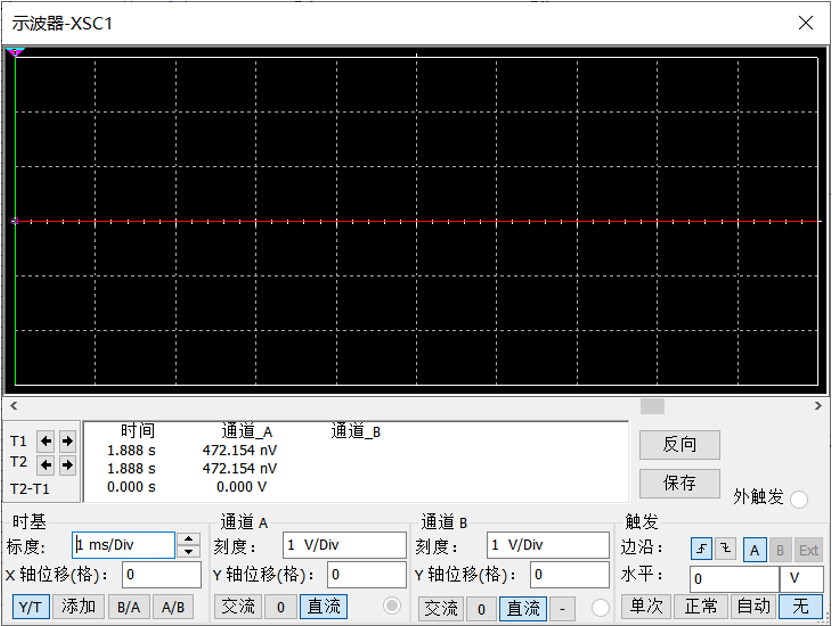 示波器-XSC1
时间 通道_A 通道_B
T1 1.888 s 472.154 nV
T2 1.888 s 472.154 nV
T2-T1 0.000 s 0.000 V
反向
保存
外触发
时基 通道 A 通道 B 触发
标度： 1 ms/Div 刻度： 1 V/Div 刻度： 1 V/Div 边沿： A B Ext
X 轴位移(格)： 0 Y 轴位移(格)： 0 Y 轴位移(格)： 0 水平： 0 V
Y/T 添加 B/A A/B 交流 0 直流 交流 0 直流 - 单次 正常 自动 无